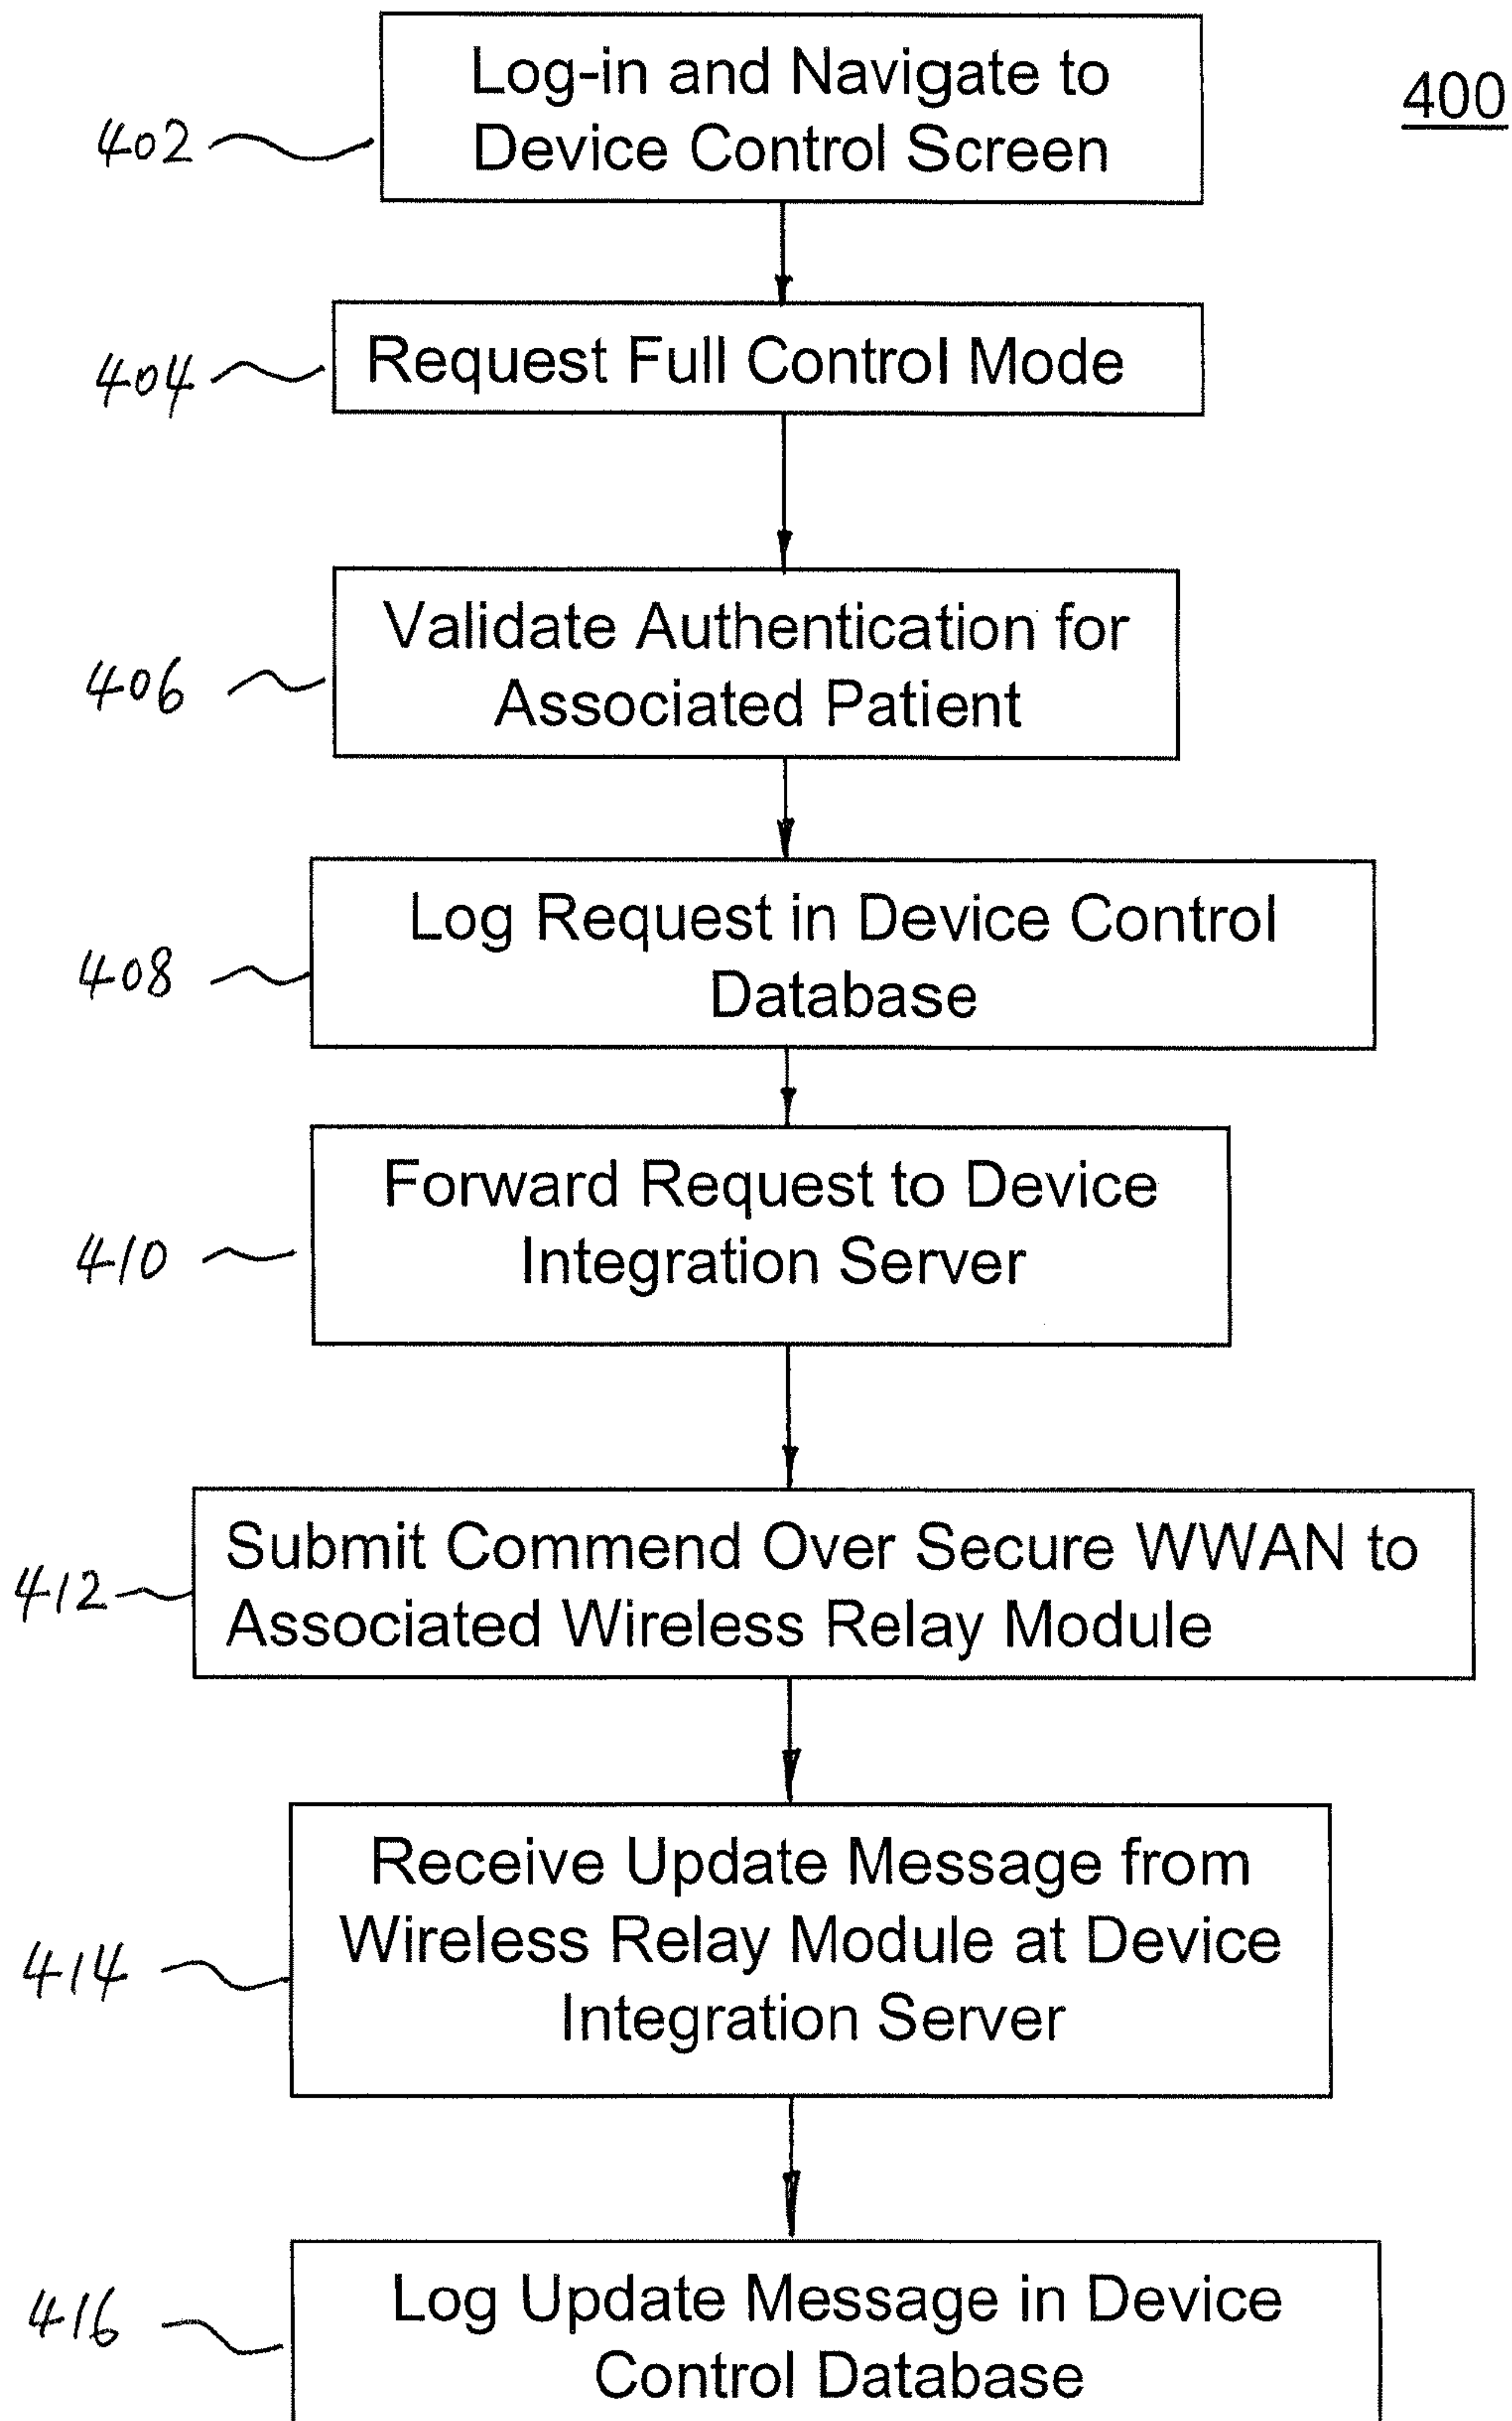 400
402
Log-in and Navigate to
Device Control Screen
404
Request Full Control Mode
406
Validate Authentication for
Associated Patient
408
Log Request in Device Control
Database
410
Forward Request to Device
Integration Server
412
Submit Commend Over Secure WWAN to
Associated Wireless Relay Module
414
Receive Update Message from
Wireless Relay Module at Device
Integration Server
416
Log Update Message in Device
Control Database